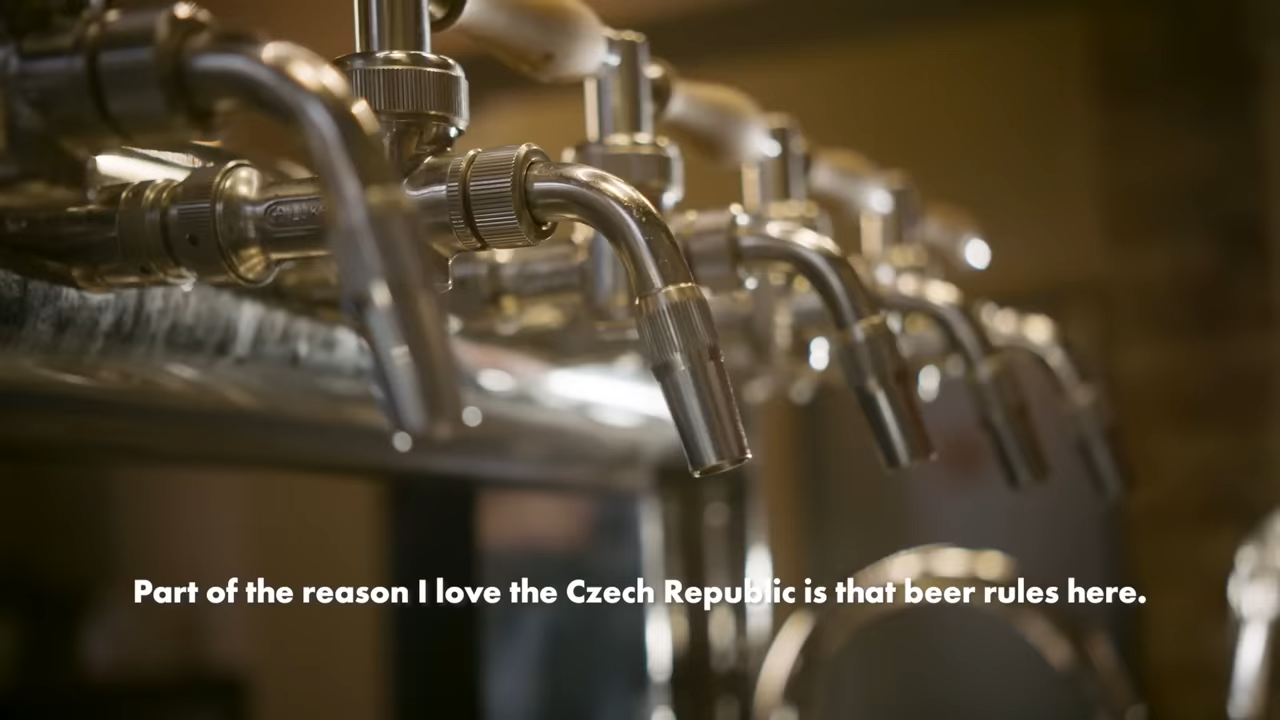 Part of the reason I love the Czech Republic is that beer rules here.